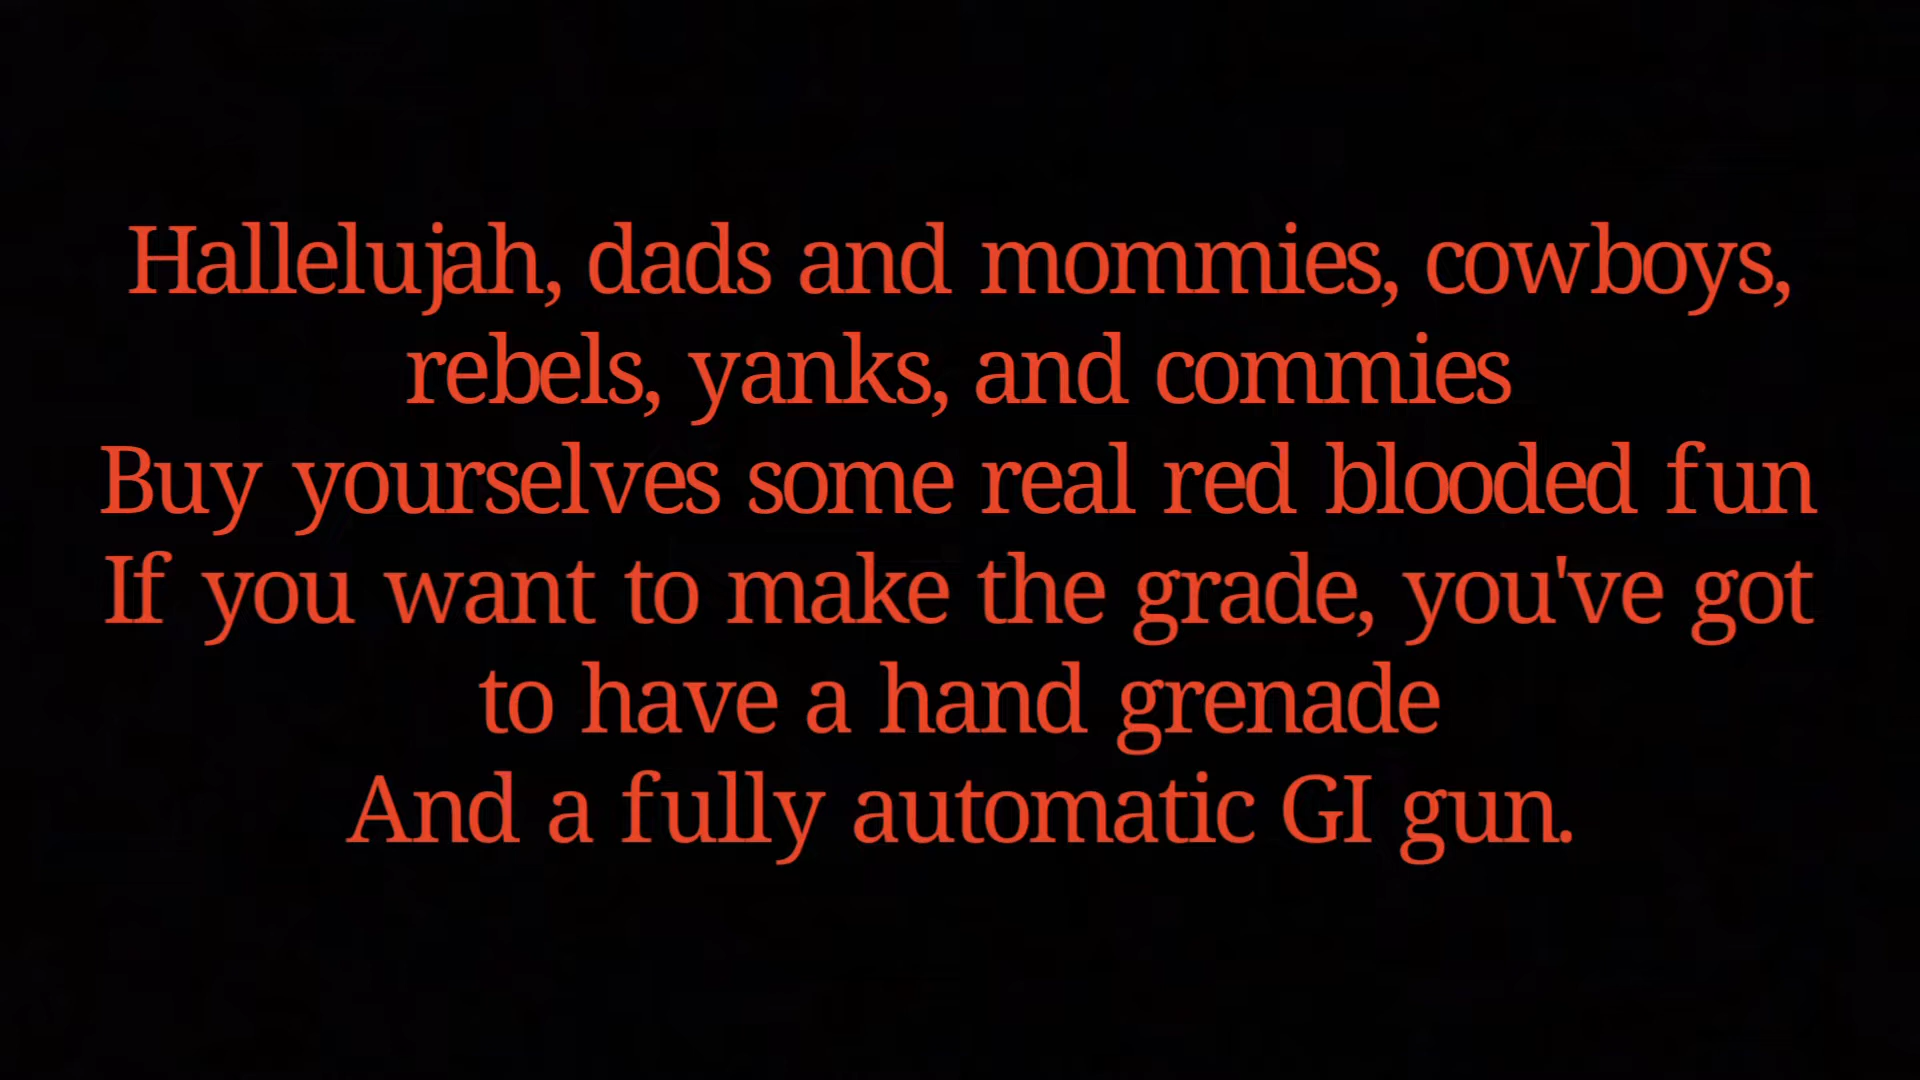 Hallelujah, dads and mommies, cowboys,
rebels, yanks, and commies
Buy yourselves some real red blooded fun
If you want to make the grade, you've got
to have a hand grenade
And a fully automatic GI gun.